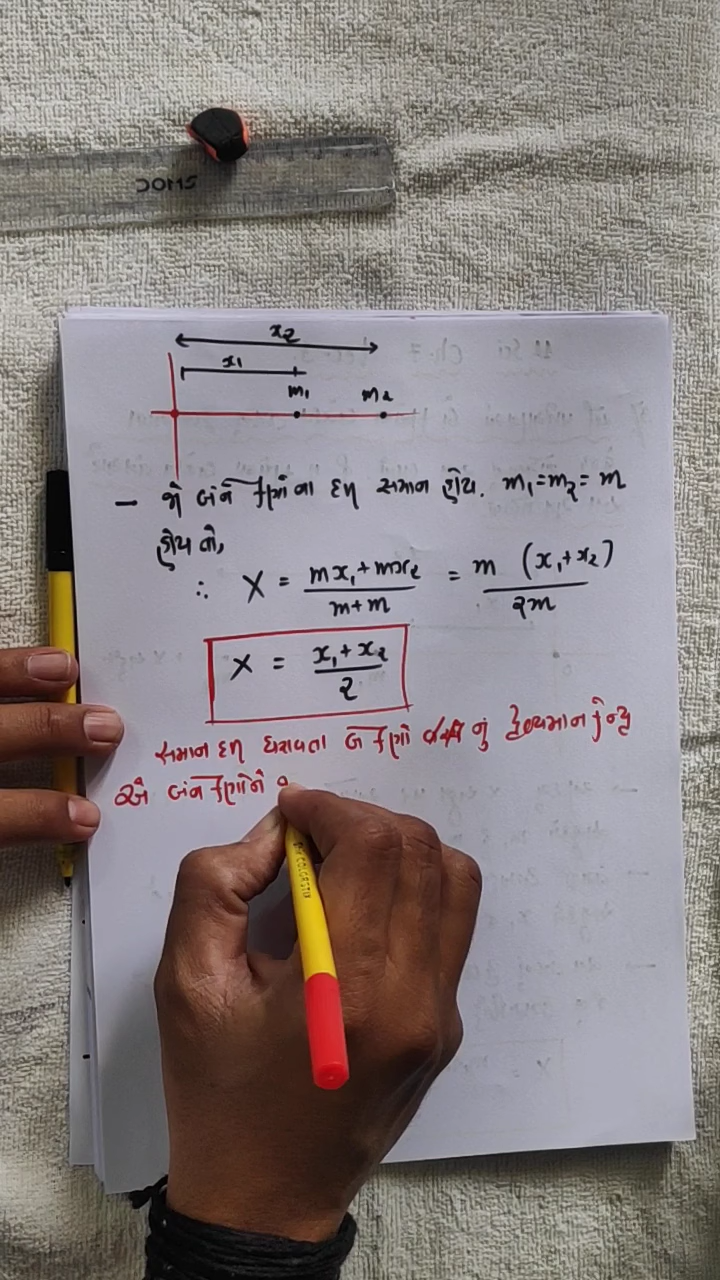 x₂
x₁
m₁ m₂
– જો બંને કણોના દળ સમાન હોય. m₁=m₂= m
હોય તો,
∴ X = (mx₁+mx₂)/(m+m) = m (x₁+x₂)/2m
X = (x₁+x₂)/2
સમાન દળ ધરાવતા બે કણો નું દ્રવ્યમાન કેન્દ્ર
એ બંને કણોને